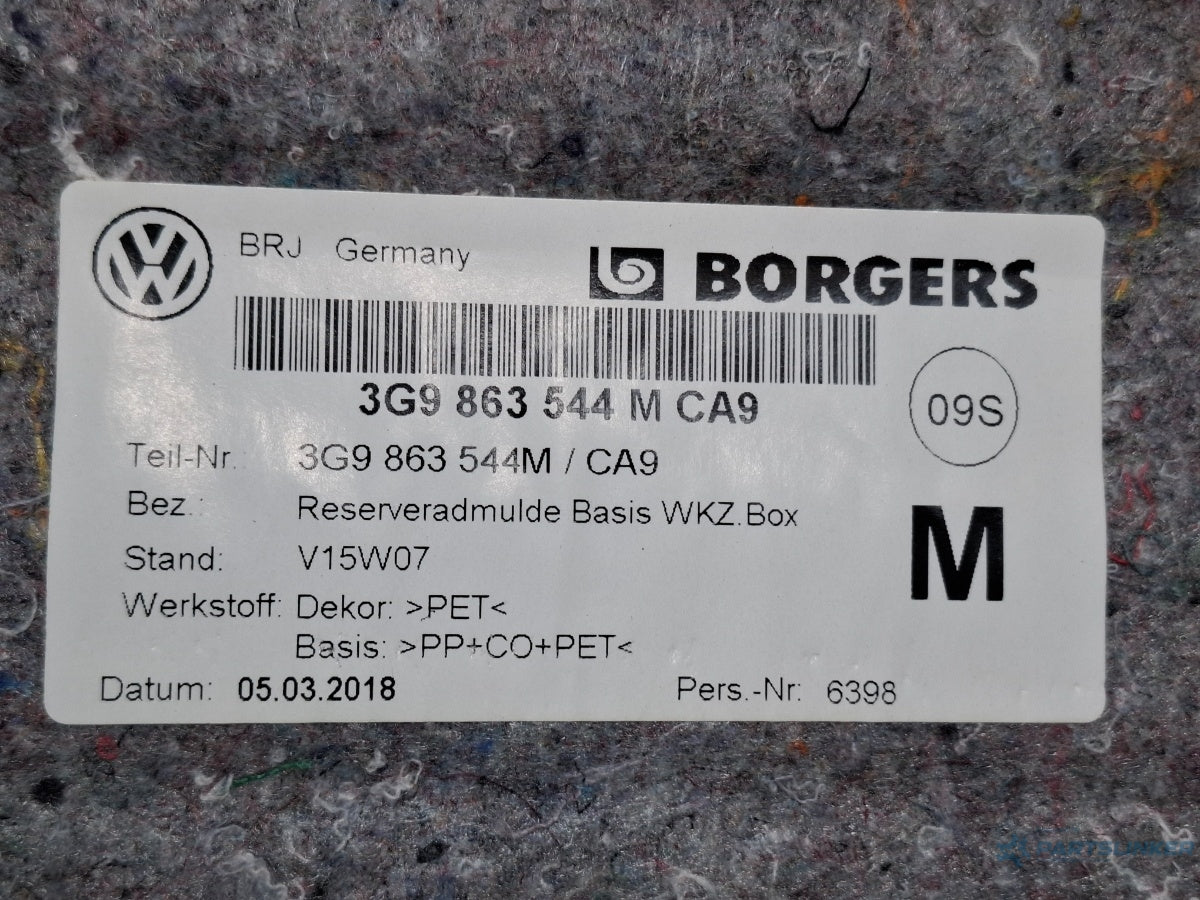 BRJ Germany
BORGERS
3G9 863 544 M CA9
09S
Teil-Nr. 3G9 863 544M / CA9
Bez.: Reserveradmulde Basis WKZ.Box
M
Stand: V15W07
Werkstoff: Dekor: >PET<
Basis: >PP+CO+PET<
Datum: 05.03.2018 Pers.-Nr: 6398